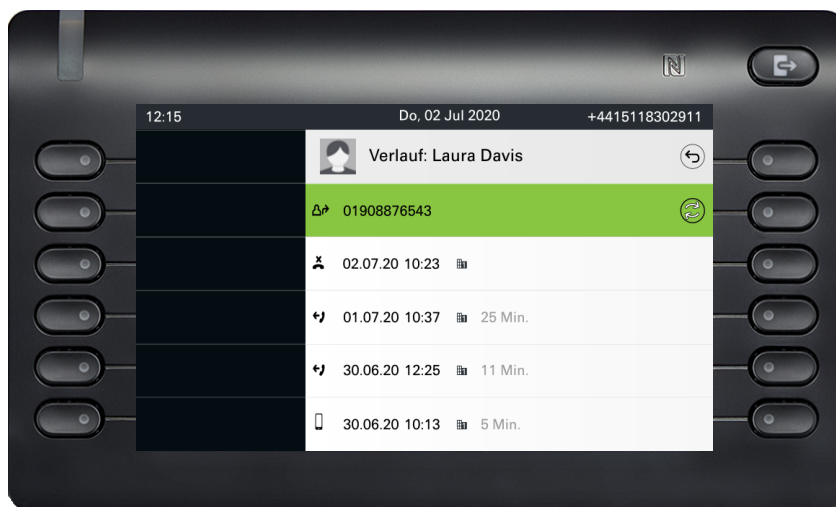 12:15 Do, 02 Jul 2020 +4415118302911
Verlauf: Laura Davis
01908876543
02.07.20 10:23
01.07.20 10:37 25 Min.
30.06.20 12:25 11 Min.
30.06.20 10:13 5 Min.